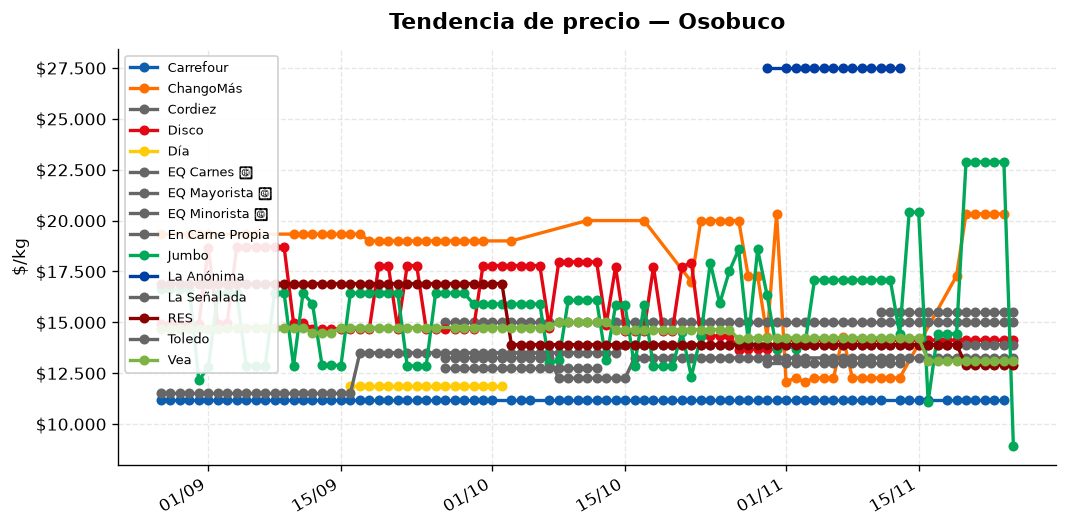 Tendencia de precio — Osobuco
$/kg
$27.500
$25.000
$22.500
$20.000
$17.500
$15.000
$12.500
$10.000
Carrefour
ChangoMás
Cordiez
Disco
Día
EQ Carnes
EQ Mayorista
EQ Minorista
En Carne Propia
Jumbo
La Anónima
La Señalada
RES
Toledo
Vea
01/09
15/09
01/10
15/10
01/11
15/11